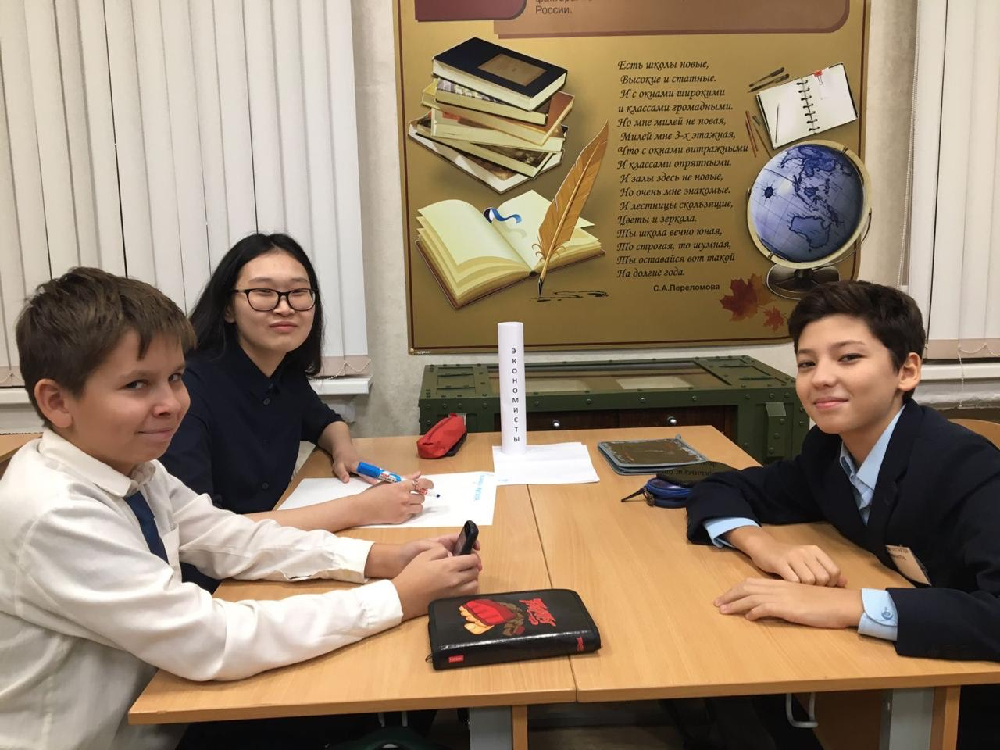 России.
Есть школы новые,
Высокие и статные.
И с окнами широкими
и классами громадными.
Но мне милей не новая,
Милей мне 3-х этажная,
Что с окнами витражными
И классами опрятными.
И залы здесь не новые,
Но очень мне знакомые.
И лестницы скользящие,
Цветы и зеркала.
Ты школа вечно юная,
То строгая, то шумная,
Ты оставайся вот такой
На долгие года.
С.А.Переломова
ЭКОНОМИСТЫ